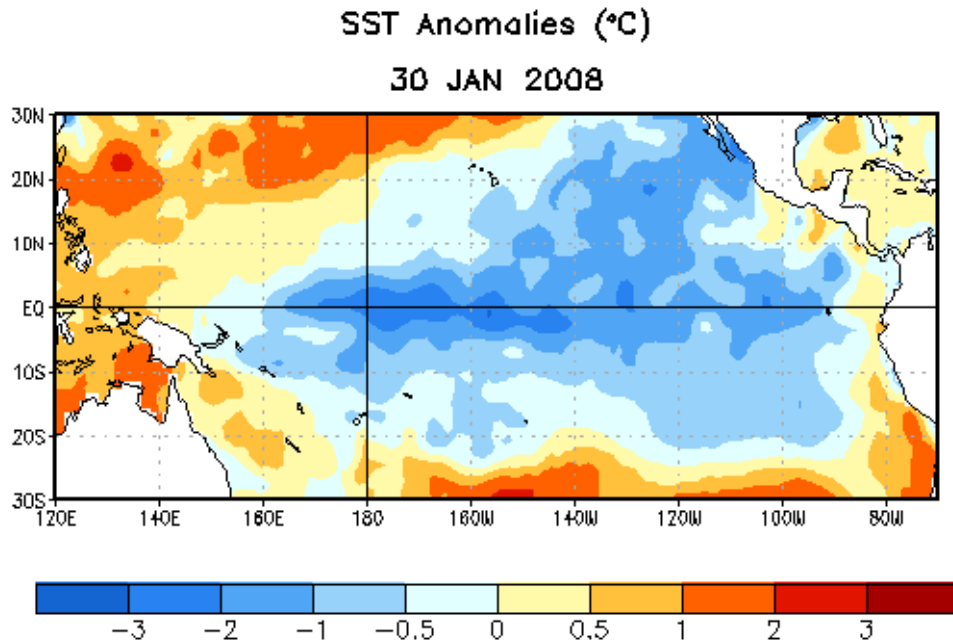 SST Anomalies (°C)
30 JAN 2008
30N
20N
10N
EQ
10S
20S
30S
120E 140E 160E 180 160W 140W 120W 100W 80W
-3 -2 -1 -0.5 0 0.5 1 2 3